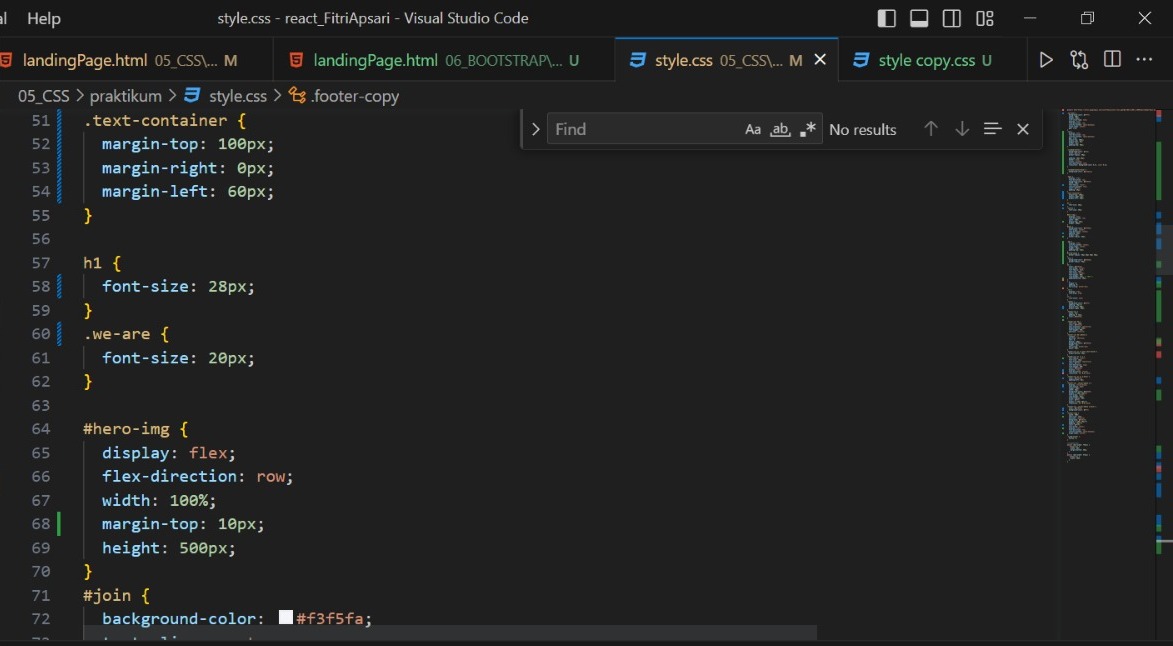 Help
style.css - react_FitriApsari - Visual Studio Code
landingPage.html 05_CSS\... M
landingPage.html 06_BOOTSTRAP\... U
style.css 05_CSS\... M
style copy.css U
05_CSS > praktikum > style.css > .footer-copy
Find
Aa ab .* No results
51 .text-container {
52 margin-top: 100px;
53 margin-right: 0px;
54 margin-left: 60px;
55 }
56
57 h1 {
58 font-size: 28px;
59 }
60 .we-are {
61 font-size: 20px;
62 }
63
64 #hero-img {
65 display: flex;
66 flex-direction: row;
67 width: 100%;
68 margin-top: 10px;
69 height: 500px;
70 }
71 #join {
72 background-color: #f3f5fa;